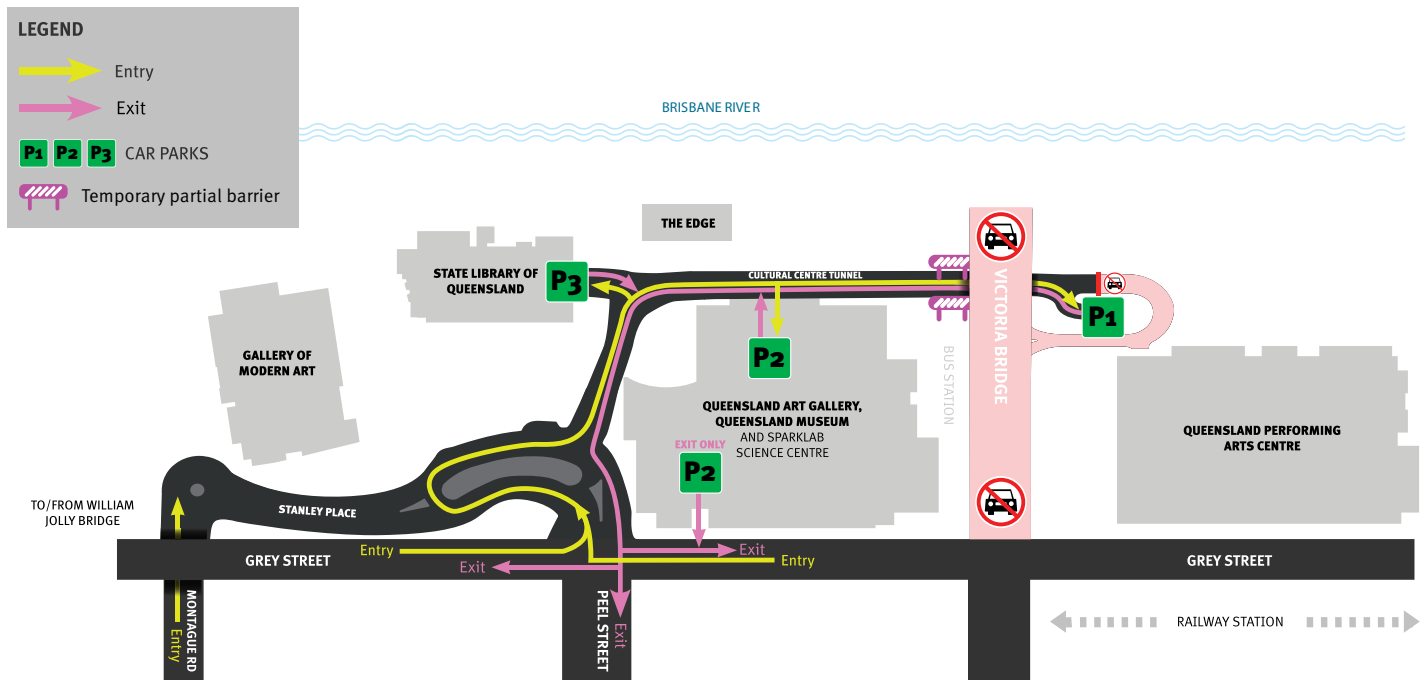 LEGEND
Entry
Exit
P1 P2 P3 CAR PARKS
Temporary partial barrier
BRISBANE RIVER
THE EDGE
STATE LIBRARY OF
QUEENSLAND
P3
CULTURAL CENTRE TUNNEL
VICTORIA BRIDGE
P1
P2
GALLERY OF
MODERN ART
BUS STATION
QUEENSLAND ART GALLERY,
QUEENSLAND MUSEUM
AND SPARKLAB
SCIENCE CENTRE
EXIT ONLY
P2
QUEENSLAND PERFORMING
ARTS CENTRE
TO/FROM WILLIAM
JOLLY BRIDGE
STANLEY PLACE
GREY STREET
Entry
Exit
Exit
Entry
GREY STREET
MONTAGUE RD
Entry
PEEL STREET
Exit
RAILWAY STATION